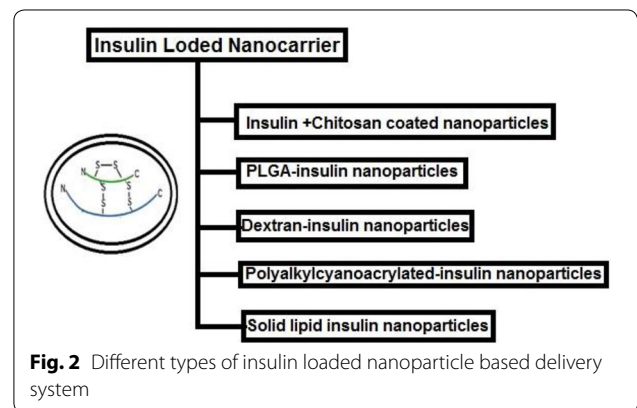 Insulin Loded Nanocarrier
Insulin +Chitosan coated nanoparticles
PLGA-insulin nanoparticles
Dextran-insulin nanoparticles
Polyalkylcyanoacrylated-insulin nanoparticles
Solid lipid insulin nanoparticles
S—S
N C
S S
N S S C
Fig. 2 Different types of insulin loaded nanoparticle based delivery
system